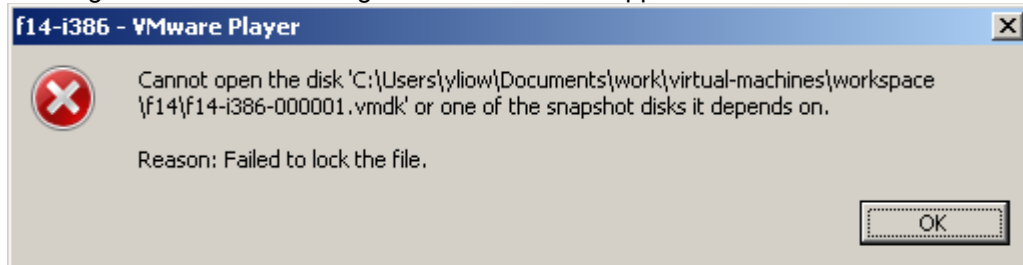 f14-i386 - VMware Player
Cannot open the disk 'C:\Users\yliow\Documents\work\virtual-machines\workspace
\f14\f14-i386-000001.vmdk' or one of the snapshot disks it depends on.
Reason: Failed to lock the file.
OK